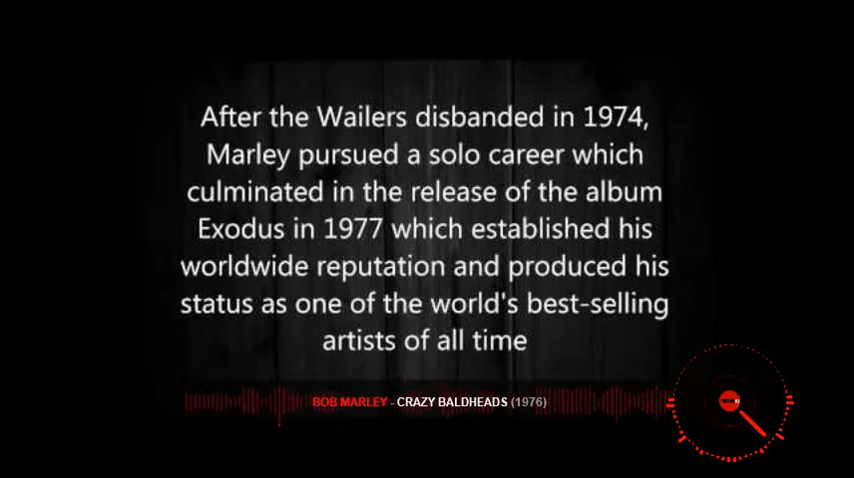 After the Wailers disbanded in 1974,
Marley pursued a solo career which
culminated in the release of the album
Exodus in 1977 which established his
worldwide reputation and produced his
status as one of the world's best-selling
artists of all time
BOB MARLEY - CRAZY BALDHEADS (1976)